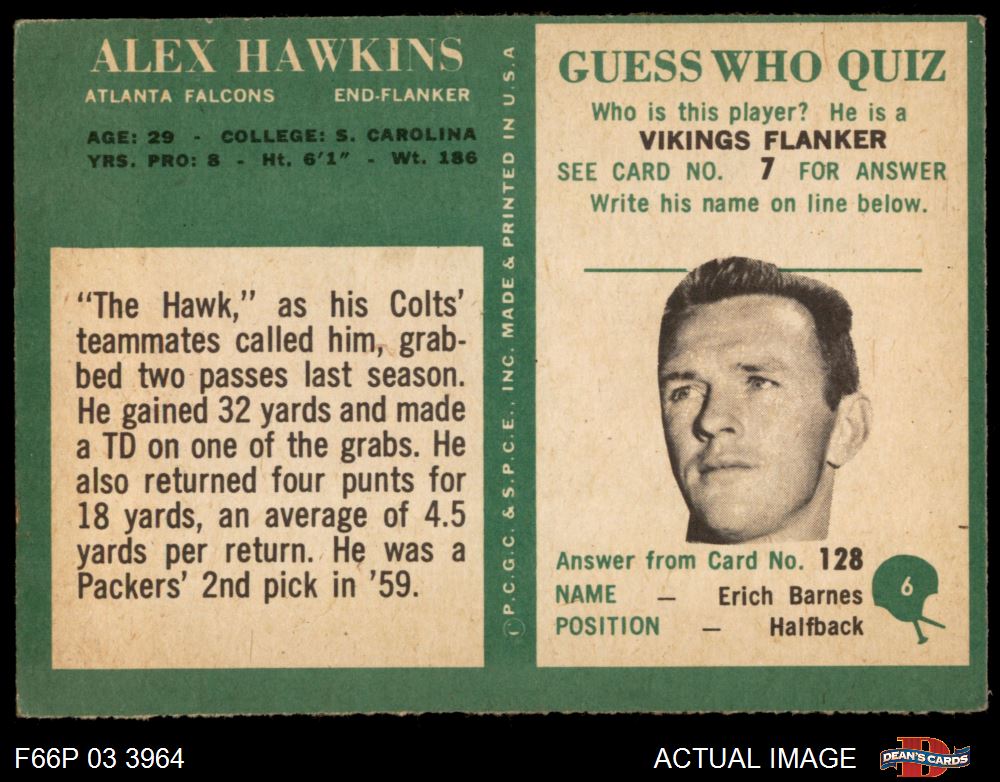 ALEX HAWKINS
ATLANTA FALCONS END-FLANKER
AGE: 29 - COLLEGE: S. CAROLINA
YRS. PRO: 8 - Ht. 6'1" - Wt. 186
"The Hawk," as his Colts'
teammates called him, grab-
bed two passes last season.
He gained 32 yards and made
a TD on one of the grabs. He
also returned four punts for
18 yards, an average of 4.5
yards per return. He was a
Packers' 2nd pick in '59.
Ⓒ P.C.G.C. & S.P.C.E., INC. MADE & PRINTED IN U.S.A
GUESS WHO QUIZ
Who is this player? He is a
VIKINGS FLANKER
SEE CARD NO. 7 FOR ANSWER
Write his name on line below.
Answer from Card No. 128
NAME — Erich Barnes
POSITION — Halfback
6
F66P 03 3964
ACTUAL IMAGE
DEAN'S CARDS